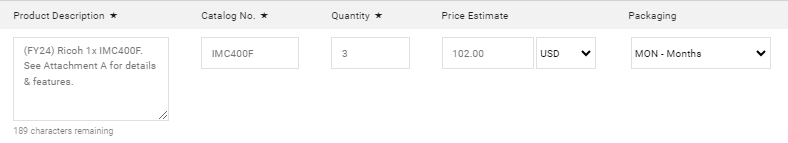 Product Description ★ Catalog No. ★ Quantity ★ Price Estimate Packaging
(FY24) Ricoh 1x IMC400F.
See Attachment A for details
& features.
IMC400F
3
102.00
USD
MON - Months
189 characters remaining